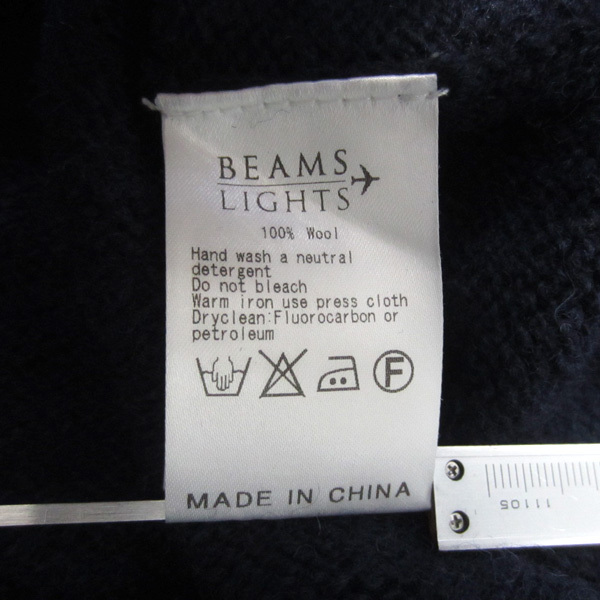 BEAMS
LIGHTS
100% Wool
Hand wash a neutral
detergent
Do not bleach
Warm iron use press cloth
Dryclean:Fluorocarbon or
petroleum
F
MADE IN CHINA
11105